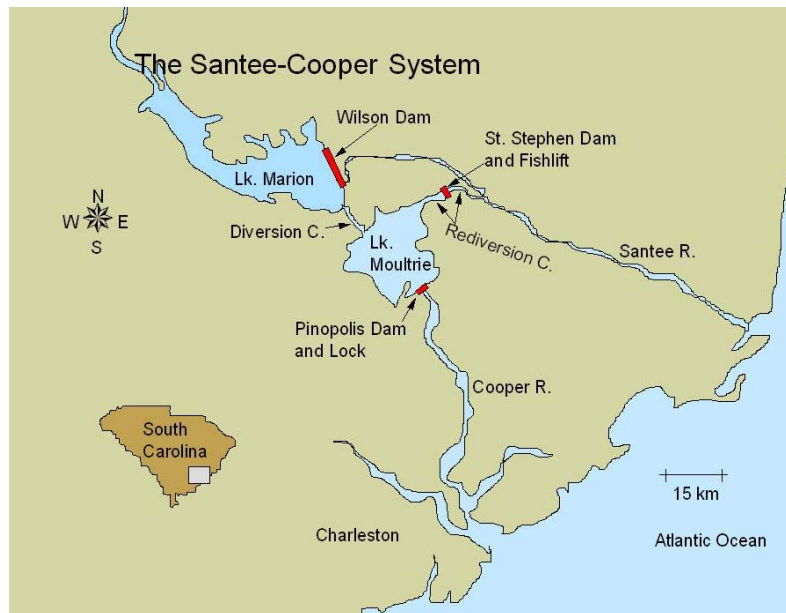 The Santee-Cooper System
Wilson Dam
St. Stephen Dam
and Fishlift
Lk. Marion
N
W E
S
Diversion C.
Lk.
Moultrie
Rediversion C.
Santee R.
Pinopolis Dam
and Lock
Cooper R.
South
Carolina
15 km
Charleston
Atlantic Ocean